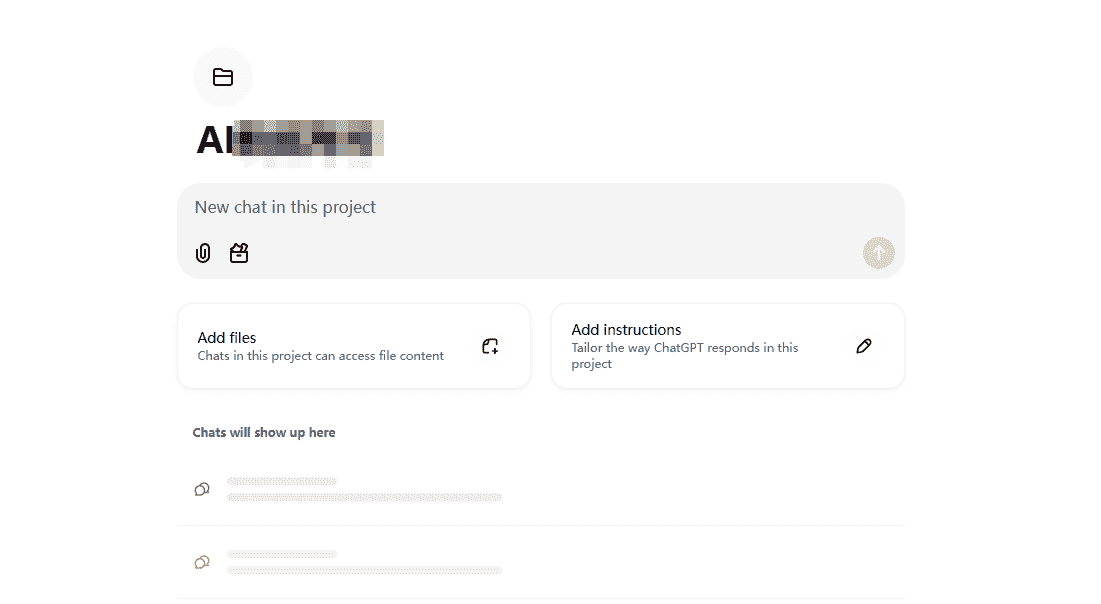 AI
New chat in this project
Add files
Chats in this project can access file content
Add instructions
Tailor the way ChatGPT responds in this
project
Chats will show up here